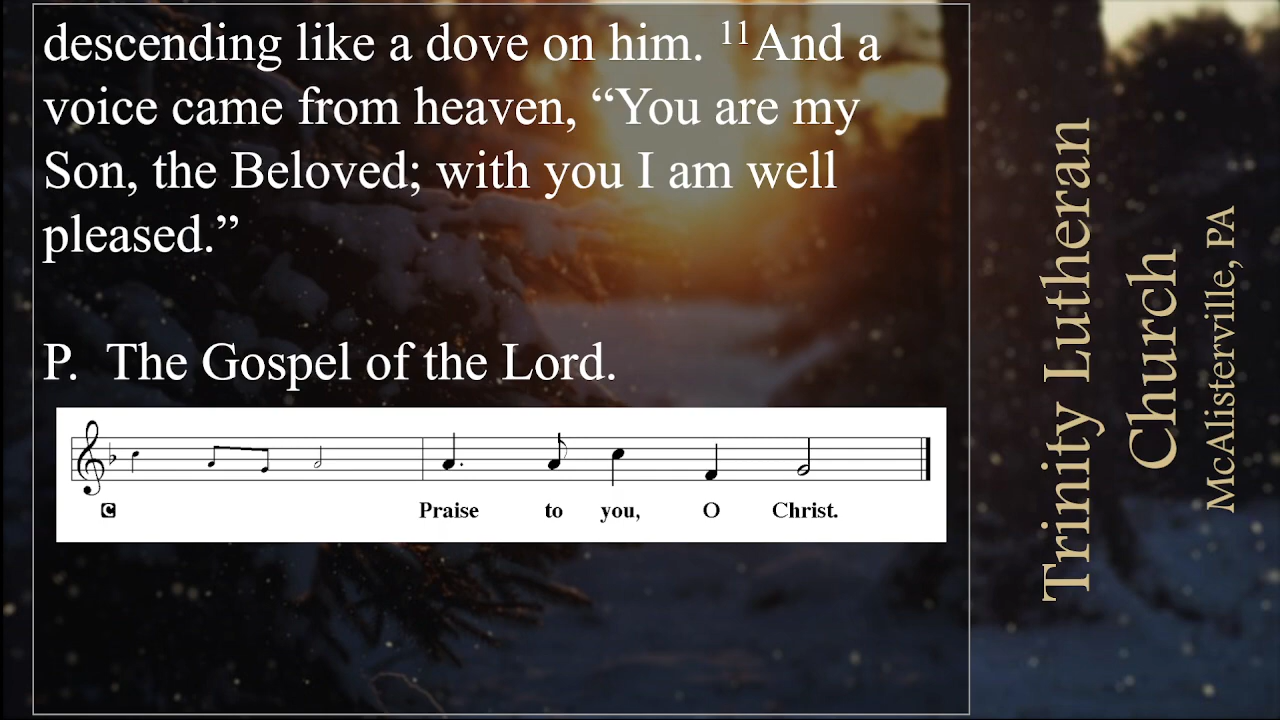 descending like a dove on him. ¹¹And a
voice came from heaven, “You are my
Son, the Beloved; with you I am well
pleased.”
P. The Gospel of the Lord.
C Praise to you, O Christ.
Trinity Lutheran
Church
McAlisterville, PA